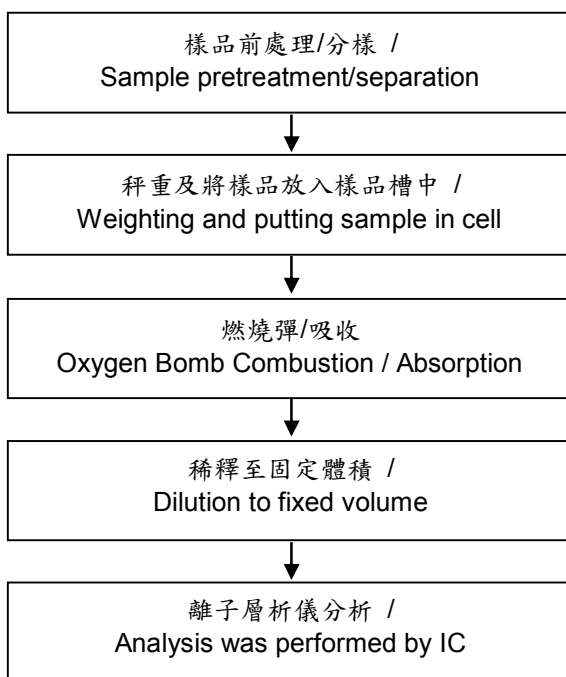 樣品前處理/分樣 /
Sample pretreatment/separation
秤重及將樣品放入樣品槽中 /
Weighting and putting sample in cell
燃燒彈/吸收
Oxygen Bomb Combustion / Absorption
稀釋至固定體積 /
Dilution to fixed volume
離子層析儀分析 /
Analysis was performed by IC